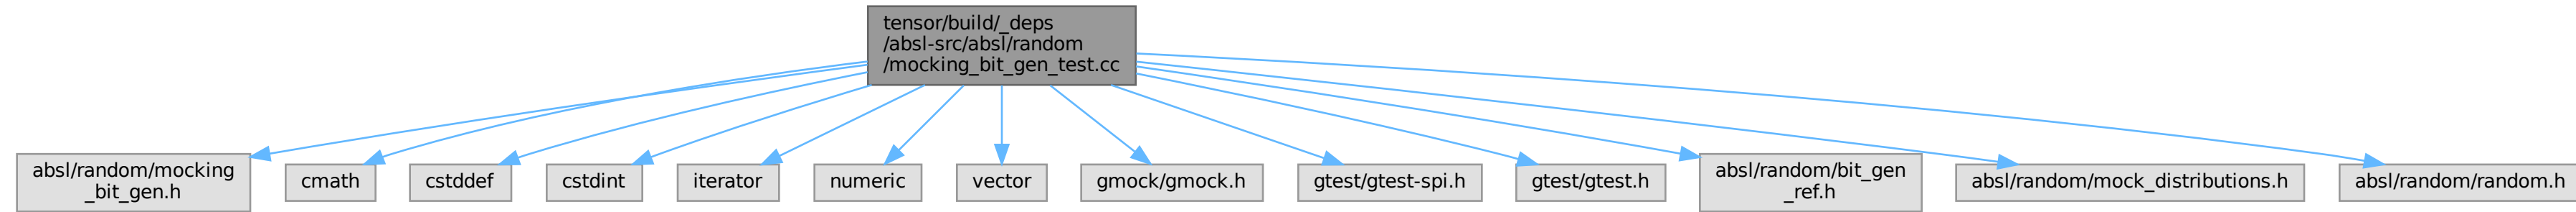 tensor/build/_deps
/absl-src/absl/random
/mocking_bit_gen_test.cc
absl/random/mocking
_bit_gen.h
cmath
cstddef
cstdint
iterator
numeric
vector
gmock/gmock.h
gtest/gtest-spi.h
gtest/gtest.h
absl/random/bit_gen
_ref.h
absl/random/mock_distributions.h
absl/random/random.h